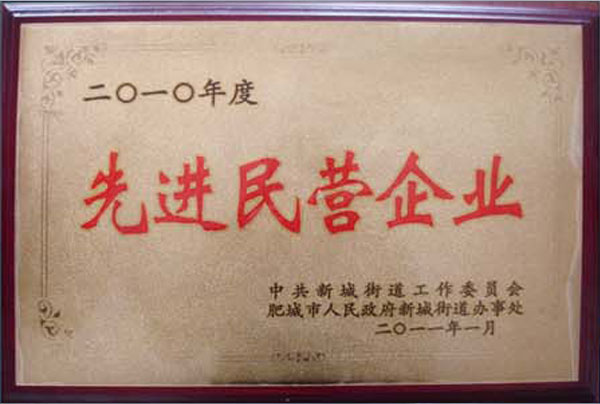 二〇一〇年度
先进民营企业
中共新城街道工作委员会
肥城市人民政府新城街道办事处
二〇一一年一月